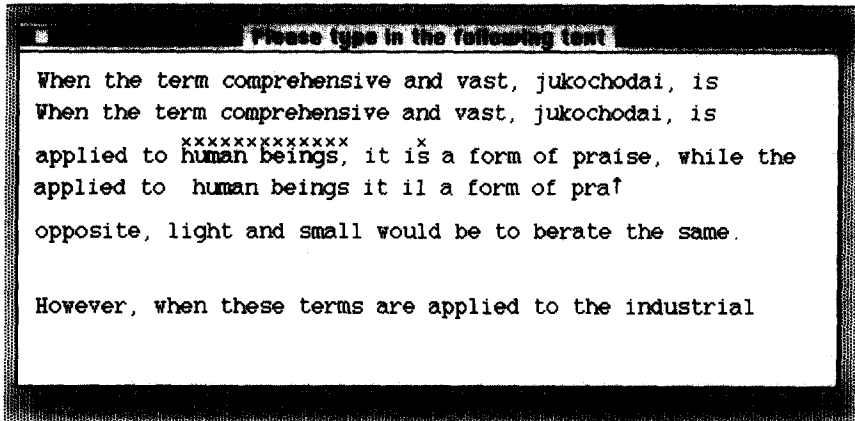 Please type in the following text
When the term comprehensive and vast, jukochodai, is
When the term comprehensive and vast, jukochodai, is
xxxxxxxxxxxxx x
applied to human beings, it is a form of praise, while the
applied to  human beings it il a form of pra↑
opposite, light and small would be to berate the same.
However, when these terms are applied to the industrial